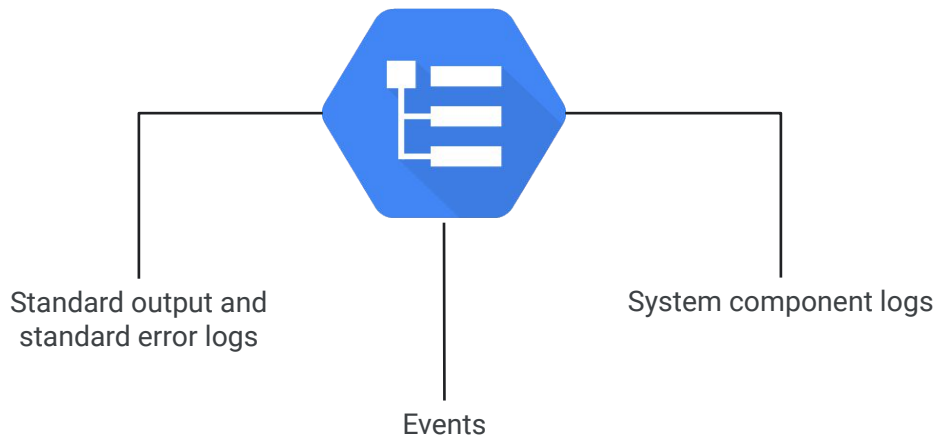 Standard output and
standard error logs
Events
System component logs